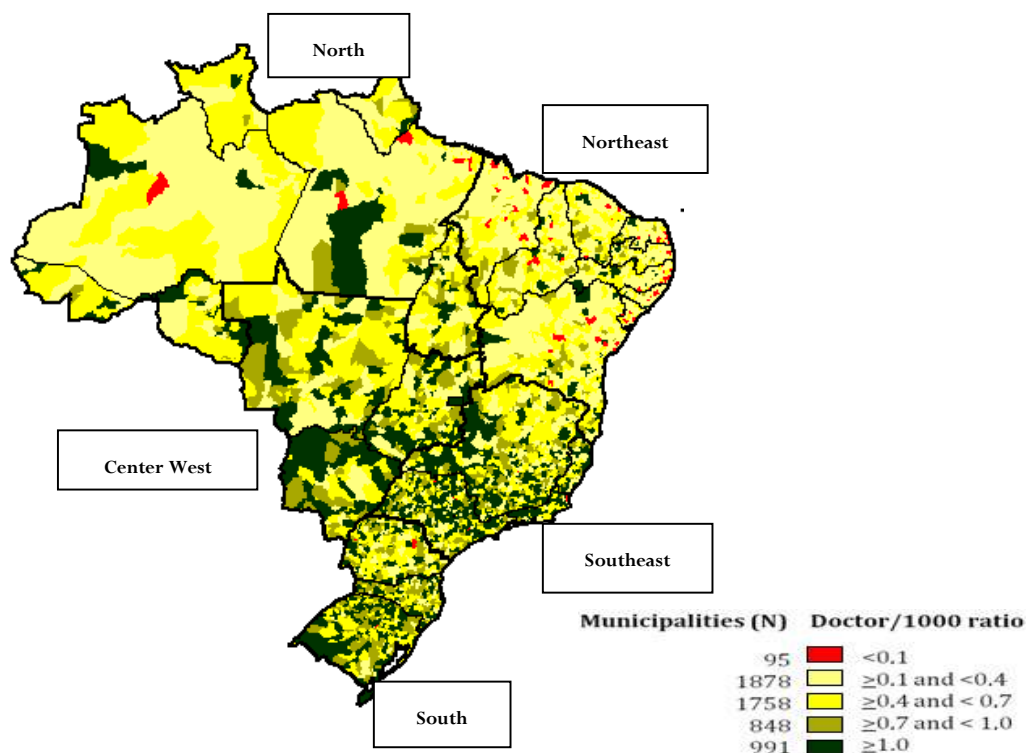 North
Northeast
Center West
Southeast
South
Municipalities (N) Doctor/1000 ratio
95 <0.1
1878 ≥0.1 and <0.4
1758 ≥0.4 and < 0.7
848 ≥0.7 and < 1.0
991 ≥1.0